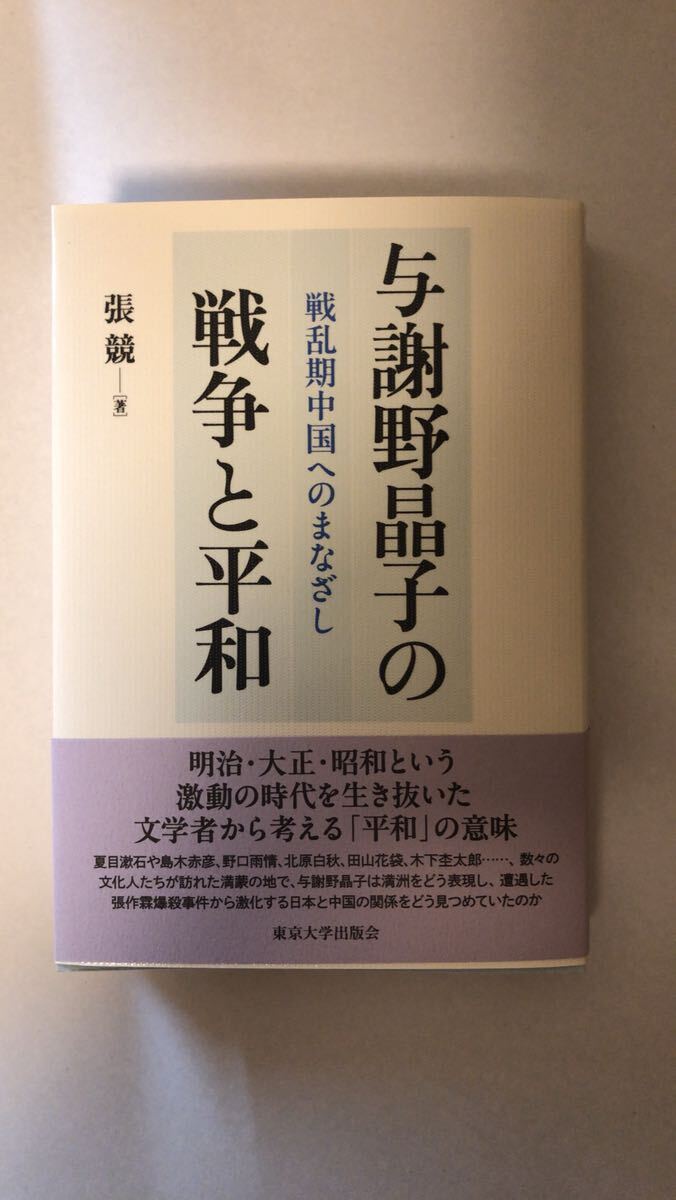 与謝野晶子の
戦乱期中国へのまなざし
戦争と平和
張 競―[著]
明治・大正・昭和という
激動の時代を生き抜いた
文学者から考える「平和」の意味
夏目漱石や島木赤彦、野口雨情、北原白秋、田山花袋、木下杢太郎……、数々の
文化人たちが訪れた満蒙の地で、与謝野晶子は満洲をどう表現し、遭遇した
張作霖爆殺事件から激化する日本と中国の関係をどう見つめていたのか
東京大学出版会